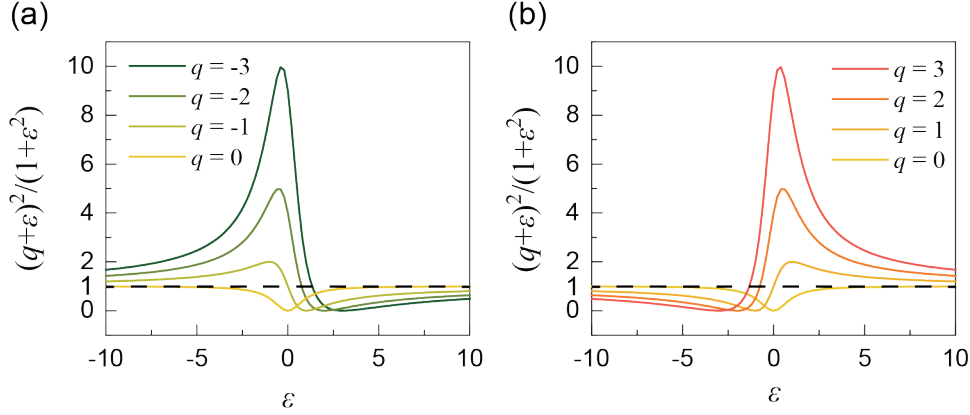 (a)
(q+ε)²/(1+ε²)
10
8
6
4
2
1
0
q = -3
q = -2
q = -1
q = 0
-10
-5
0
5
10
ε
(b)
(q+ε)²/(1+ε²)
10
8
6
4
2
1
0
q = 3
q = 2
q = 1
q = 0
-10
-5
0
5
10
ε